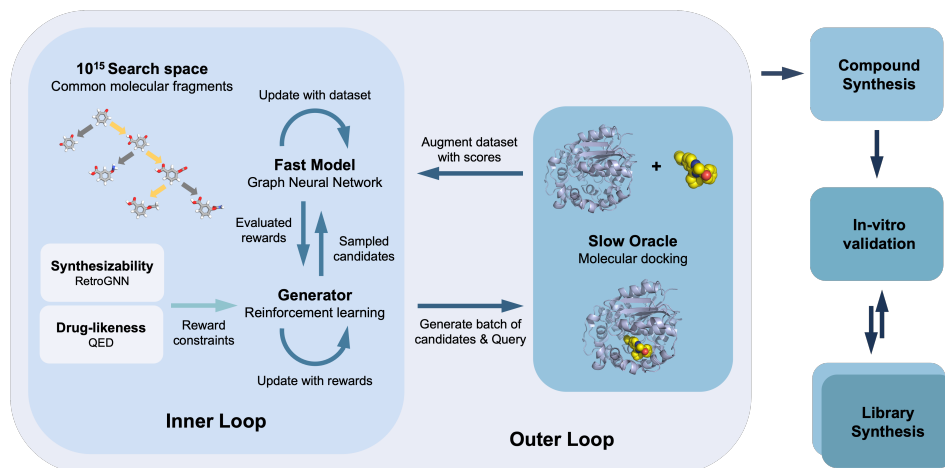 10¹⁵ Search space
Common molecular fragments
Update with dataset
Fast Model
Graph Neural Network
Evaluated
rewards
Sampled
candidates
Synthesizability
RetroGNN
Drug-likeness
QED
Reward
constraints
Generator
Reinforcement learning
Update with rewards
Inner Loop
Augment dataset
with scores
Generate batch of
candidates & Query
+
Slow Oracle
Molecular docking
Outer Loop
Compound
Synthesis
In-vitro
validation
Library
Synthesis